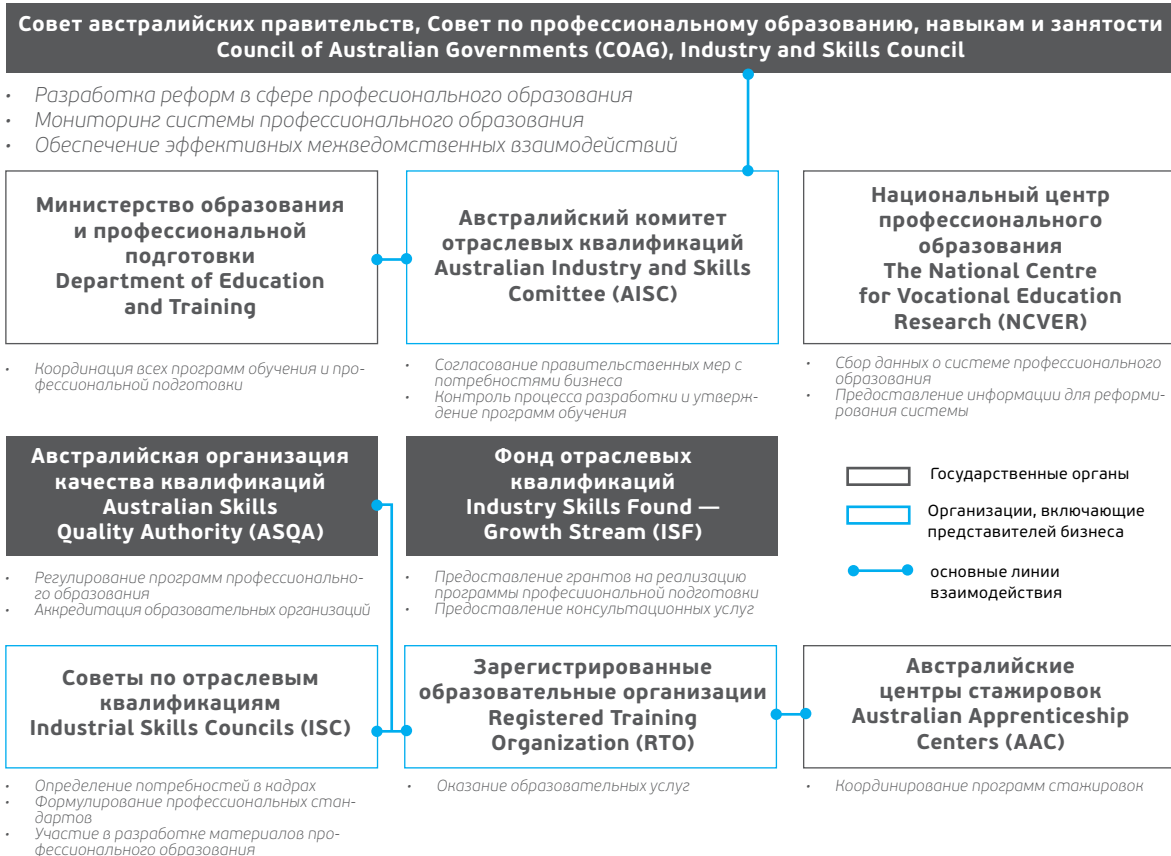 Совет австралийских правительств, Совет по профессиональному образованию, навыкам и занятости
Council of Australian Governments (COAG), Industry and Skills Council
• Разработка реформ в сфере професионального образования
• Мониторинг системы профессионального образования
• Обеспечение эффективных межведомственных взаимодействий
Министерство образования
и профессиональной
подготовки
Department of Education
and Training
• Координация всех программ обучения и про-
фессиональной подготовки
Австралийский комитет
отраслевых квалификаций
Australian Industry and Skills
Comittee (AISC)
• Согласование правительственных мер с
потребностями бизнеса
• Контроль процесса разработки и утверж-
дение программ обучения
Национальный центр
профессионального
образования
The National Centre
for Vocational Education
Research (NCVER)
• Сбор данных о системе профессионального
образования
• Предоставление информации для реформи-
рования системы
Австралийская организация
качества квалификаций
Australian Skills
Quality Authority (ASQA)
• Регулирование программ профессионально-
го образования
• Аккредитация образовательных организаций
Фонд отраслевых
квалификаций
Industry Skills Found —
Growth Stream (ISF)
• Предоставление грантов на реализацию
программы профессиональной подготовки
• Предоставление консультационных услуг
Государственные органы
Организации, включающие
представителей бизнеса
основные линии
взаимодействия
Советы по отраслевым
квалификациям
Industrial Skills Councils (ISC)
• Определение потребностей в кадрах
• Формулирование профессиональных стан-
дартов
• Участие в разработке материалов про-
фессионального образования
Зарегистрированные
образовательные организации
Registered Training
Organization (RTO)
• Оказание образовательных услуг
Австралийские
центры стажировок
Australian Apprenticeship
Centers (AAC)
• Координирование программ стажировок